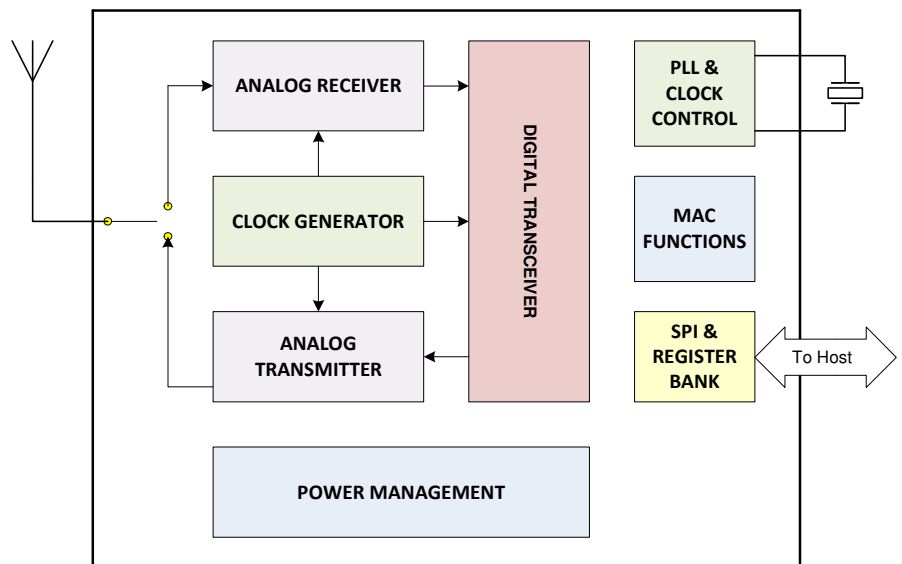 ANALOG RECEIVER
DIGITAL TRANSCEIVER
PLL &
CLOCK
CONTROL
CLOCK GENERATOR
MAC
FUNCTIONS
ANALOG
TRANSMITTER
SPI &
REGISTER
BANK
To Host
POWER MANAGEMENT